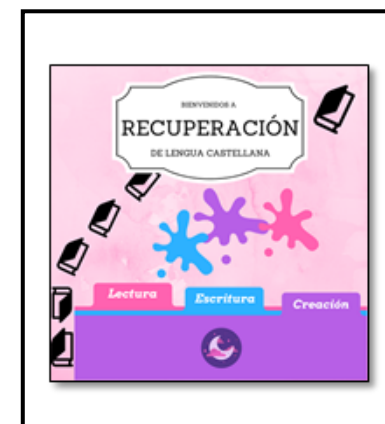 BIENVENIDOS A
RECUPERACIÓN
DE LENGUA CASTELLANA
Lectura
Escritura
Creación